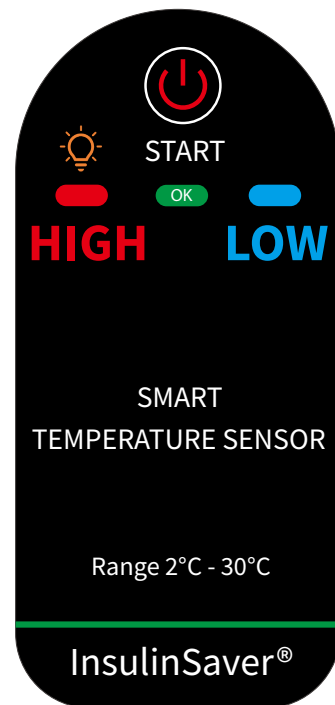 START
OK
HIGH LOW
SMART
TEMPERATURE SENSOR
Range 2°C - 30°C
InsulinSaver®